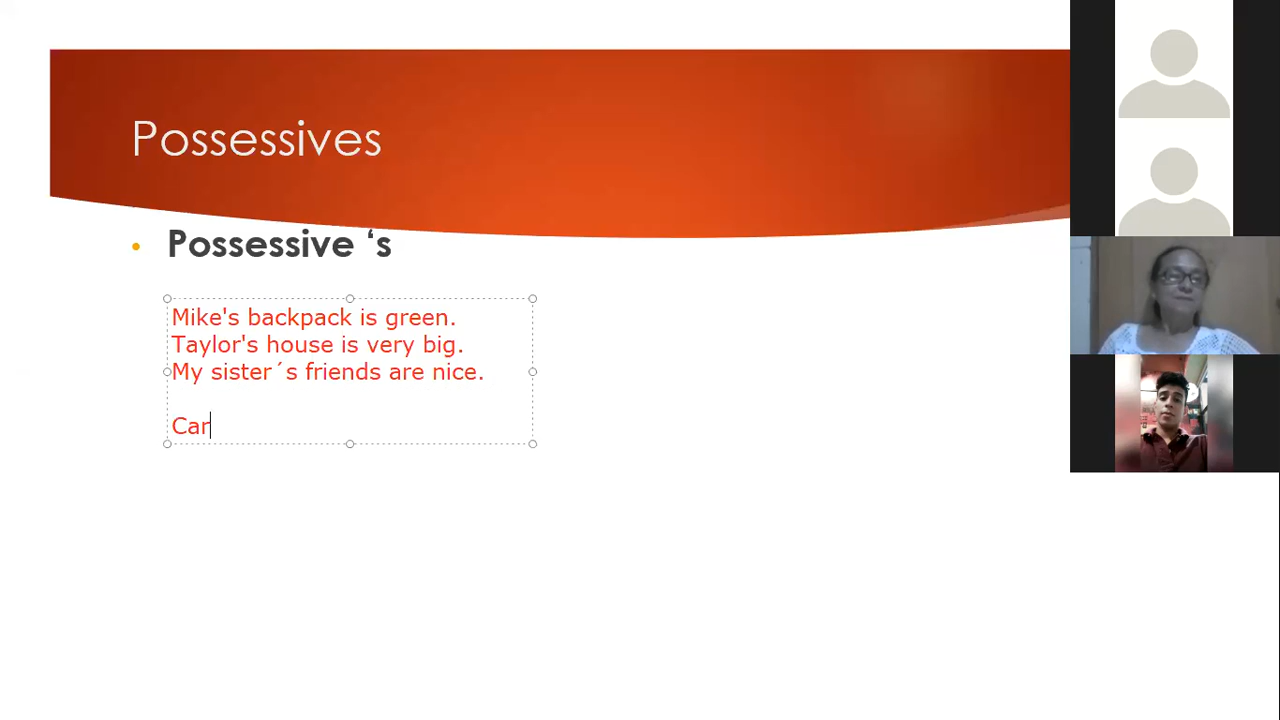 Possessives
• Possessive ‘s
Mike's backpack is green.
Taylor's house is very big.
My sister´s friends are nice.
Car